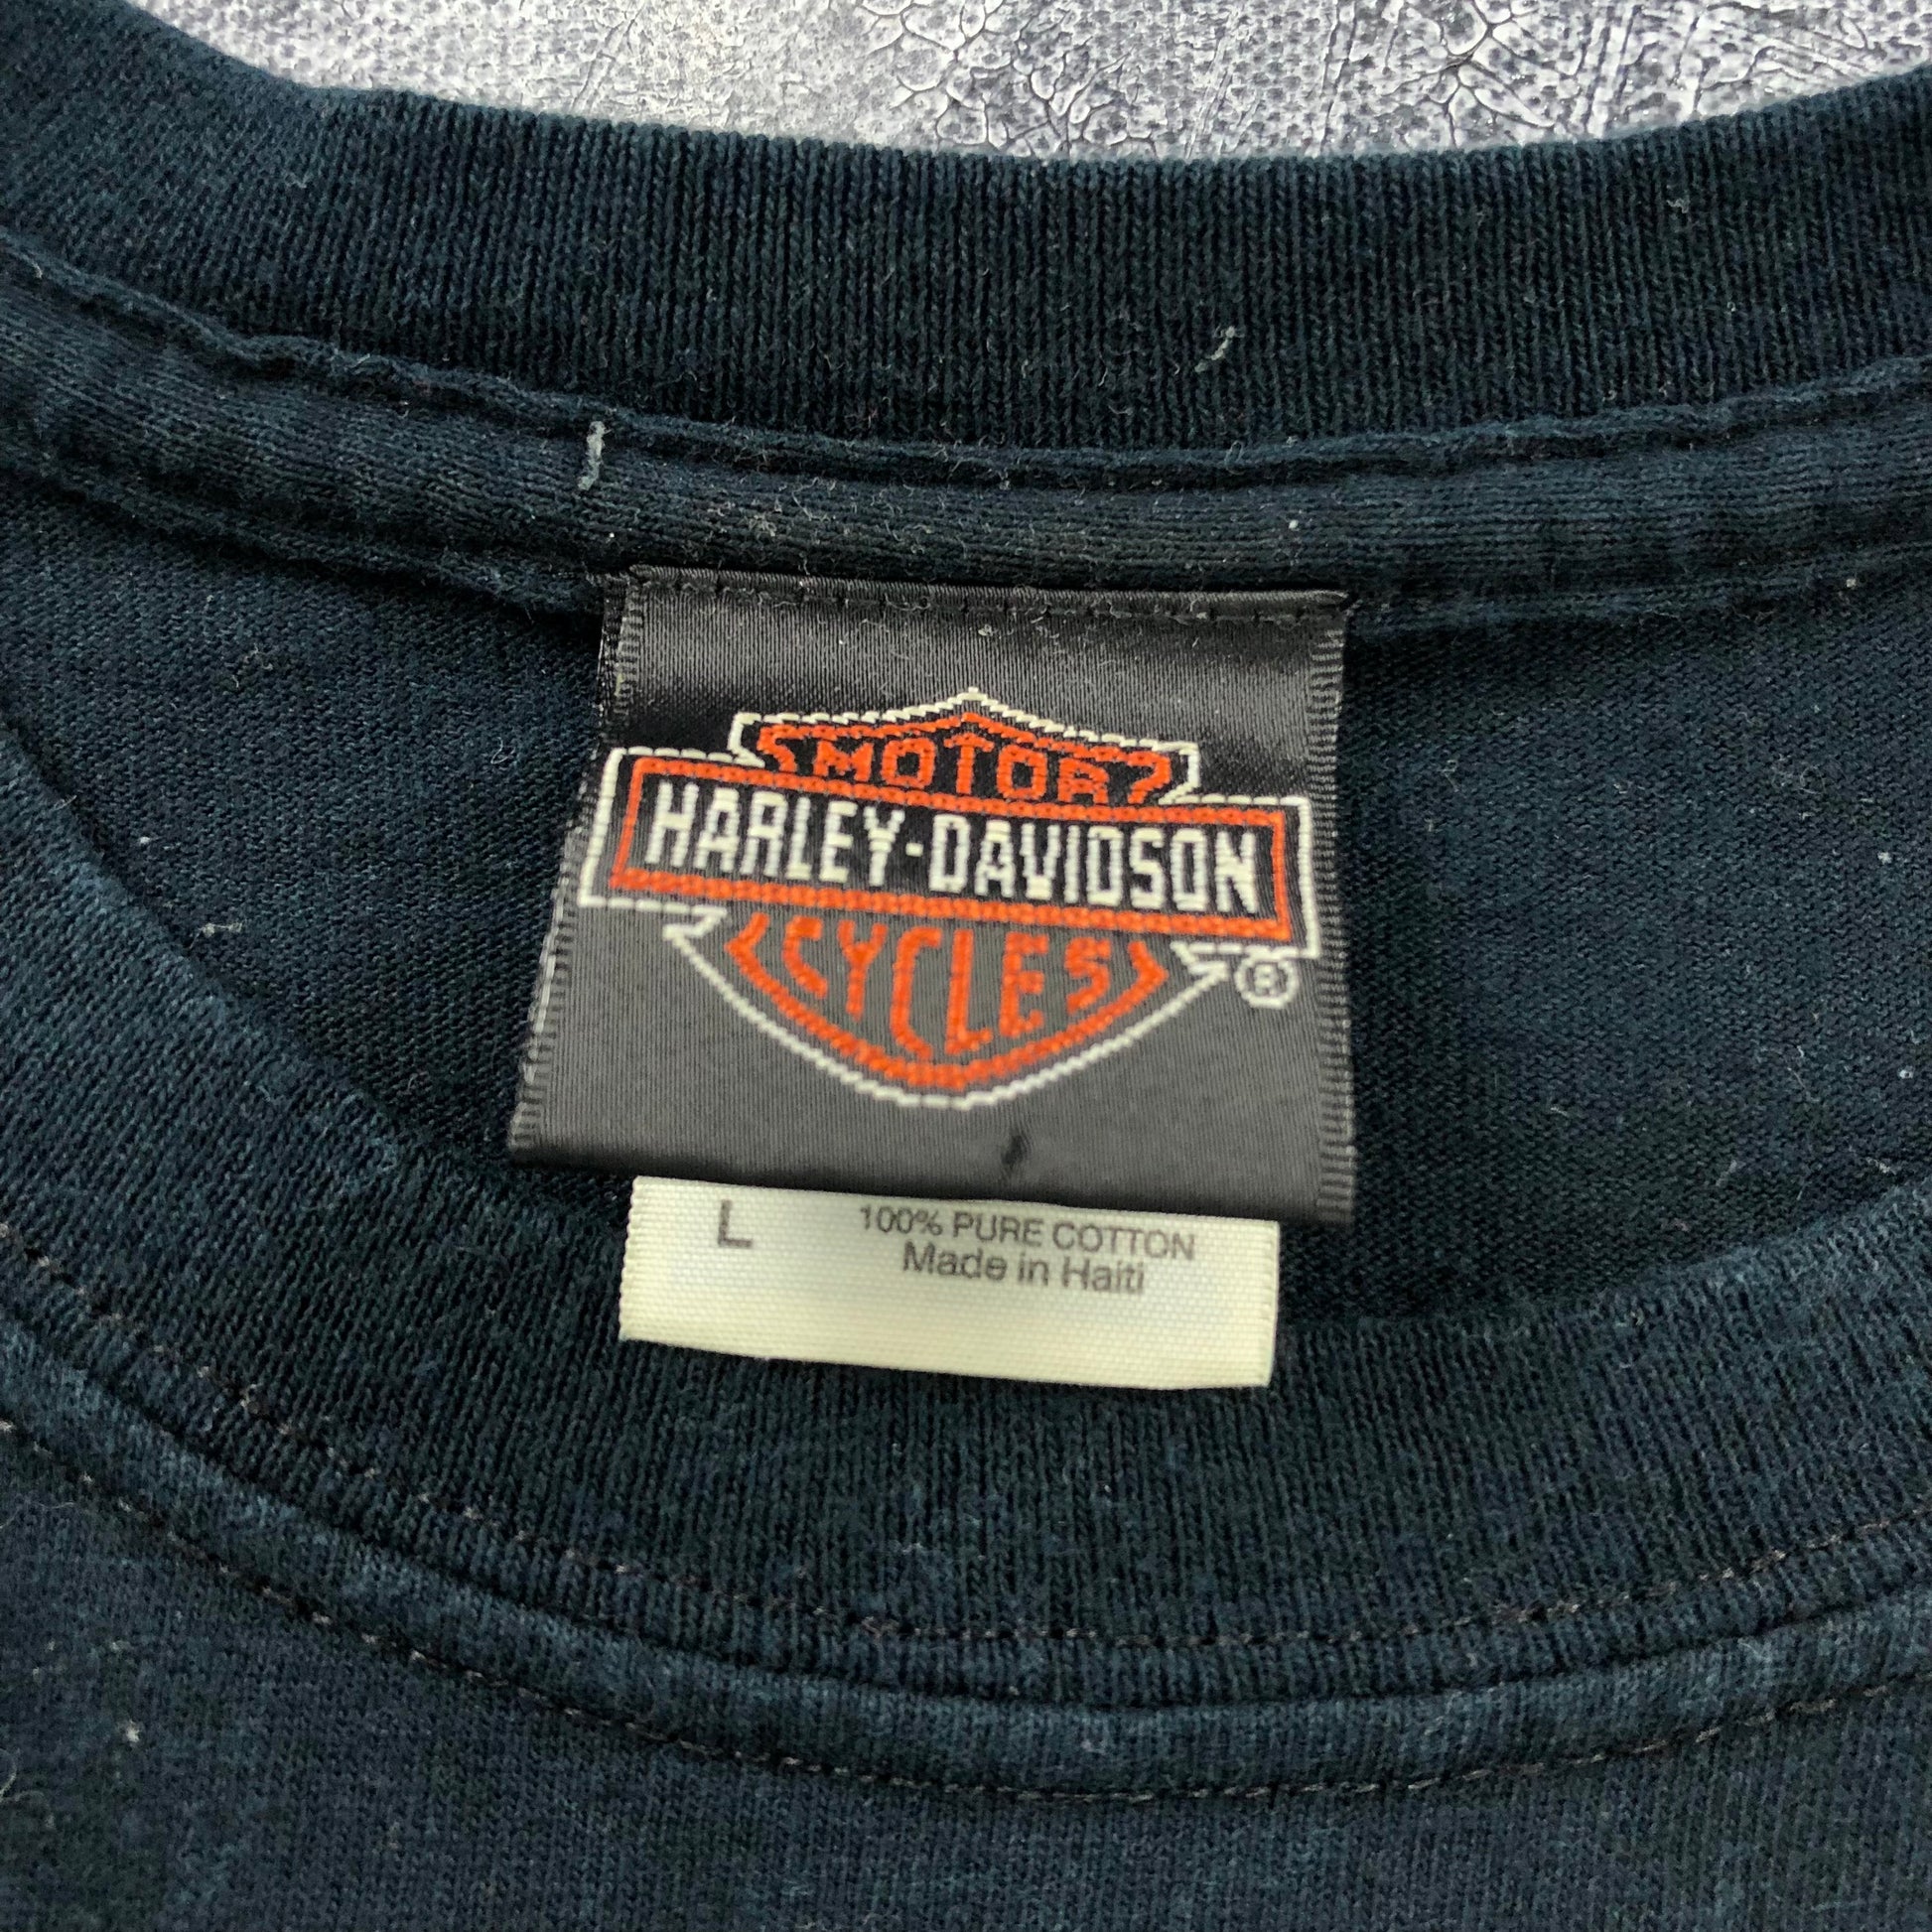 MOTOR
HARLEY-DAVIDSON
CYCLES
®
L 100% PURE COTTON
Made in Haiti